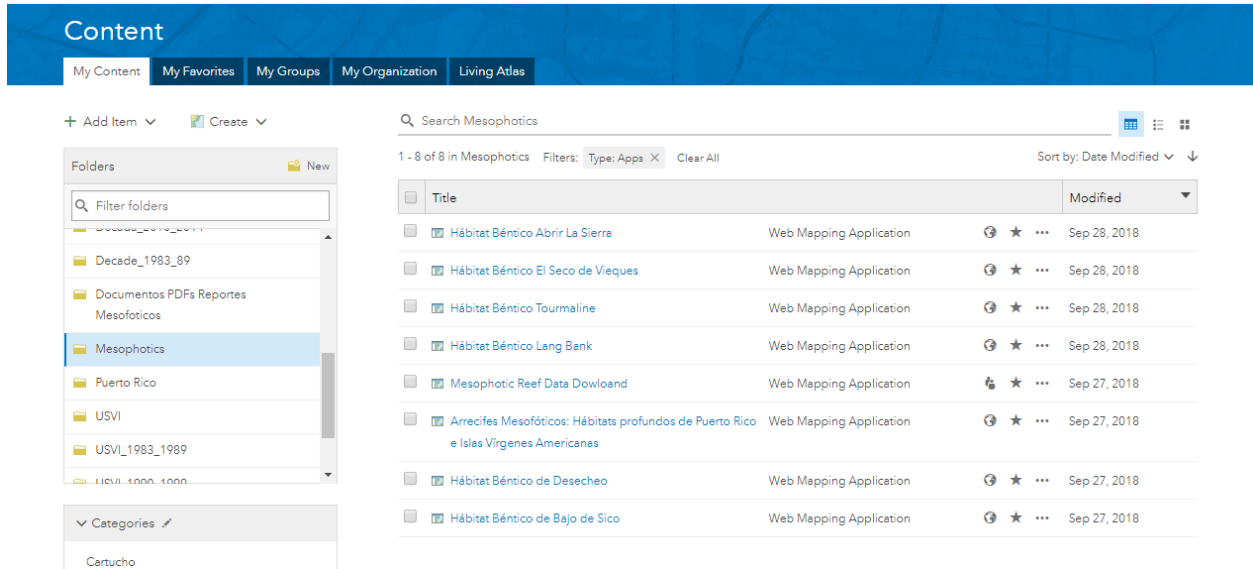 Content
My Content My Favorites My Groups My Organization Living Atlas
+ Add Item Create
Search Mesophotics
1 - 8 of 8 in Mesophotics Filters: Type: Apps X Clear All Sort by: Date Modified
Folders New
Filter folders
Decade_1983_89
Documentos PDFs Reportes
Mesofoticos
Mesophotics
Puerto Rico
USVI
USVI_1983_1989
USVI_1990_1999
Categories
Cartucho
Title Modified
Hábitat Béntico Abrir La Sierra Web Mapping Application Sep 28, 2018
Hábitat Béntico El Seco de Vieques Web Mapping Application Sep 28, 2018
Hábitat Béntico Tourmaline Web Mapping Application Sep 28, 2018
Hábitat Béntico Lang Bank Web Mapping Application Sep 28, 2018
Mesophotic Reef Data Dowloand Web Mapping Application Sep 27, 2018
Arrecifes Mesofóticos: Hábitats profundos de Puerto Rico Web Mapping Application Sep 27, 2018
e Islas Vírgenes Americanas
Hábitat Béntico de Desecheo Web Mapping Application Sep 27, 2018
Hábitat Béntico de Bajo de Sico Web Mapping Application Sep 27, 2018